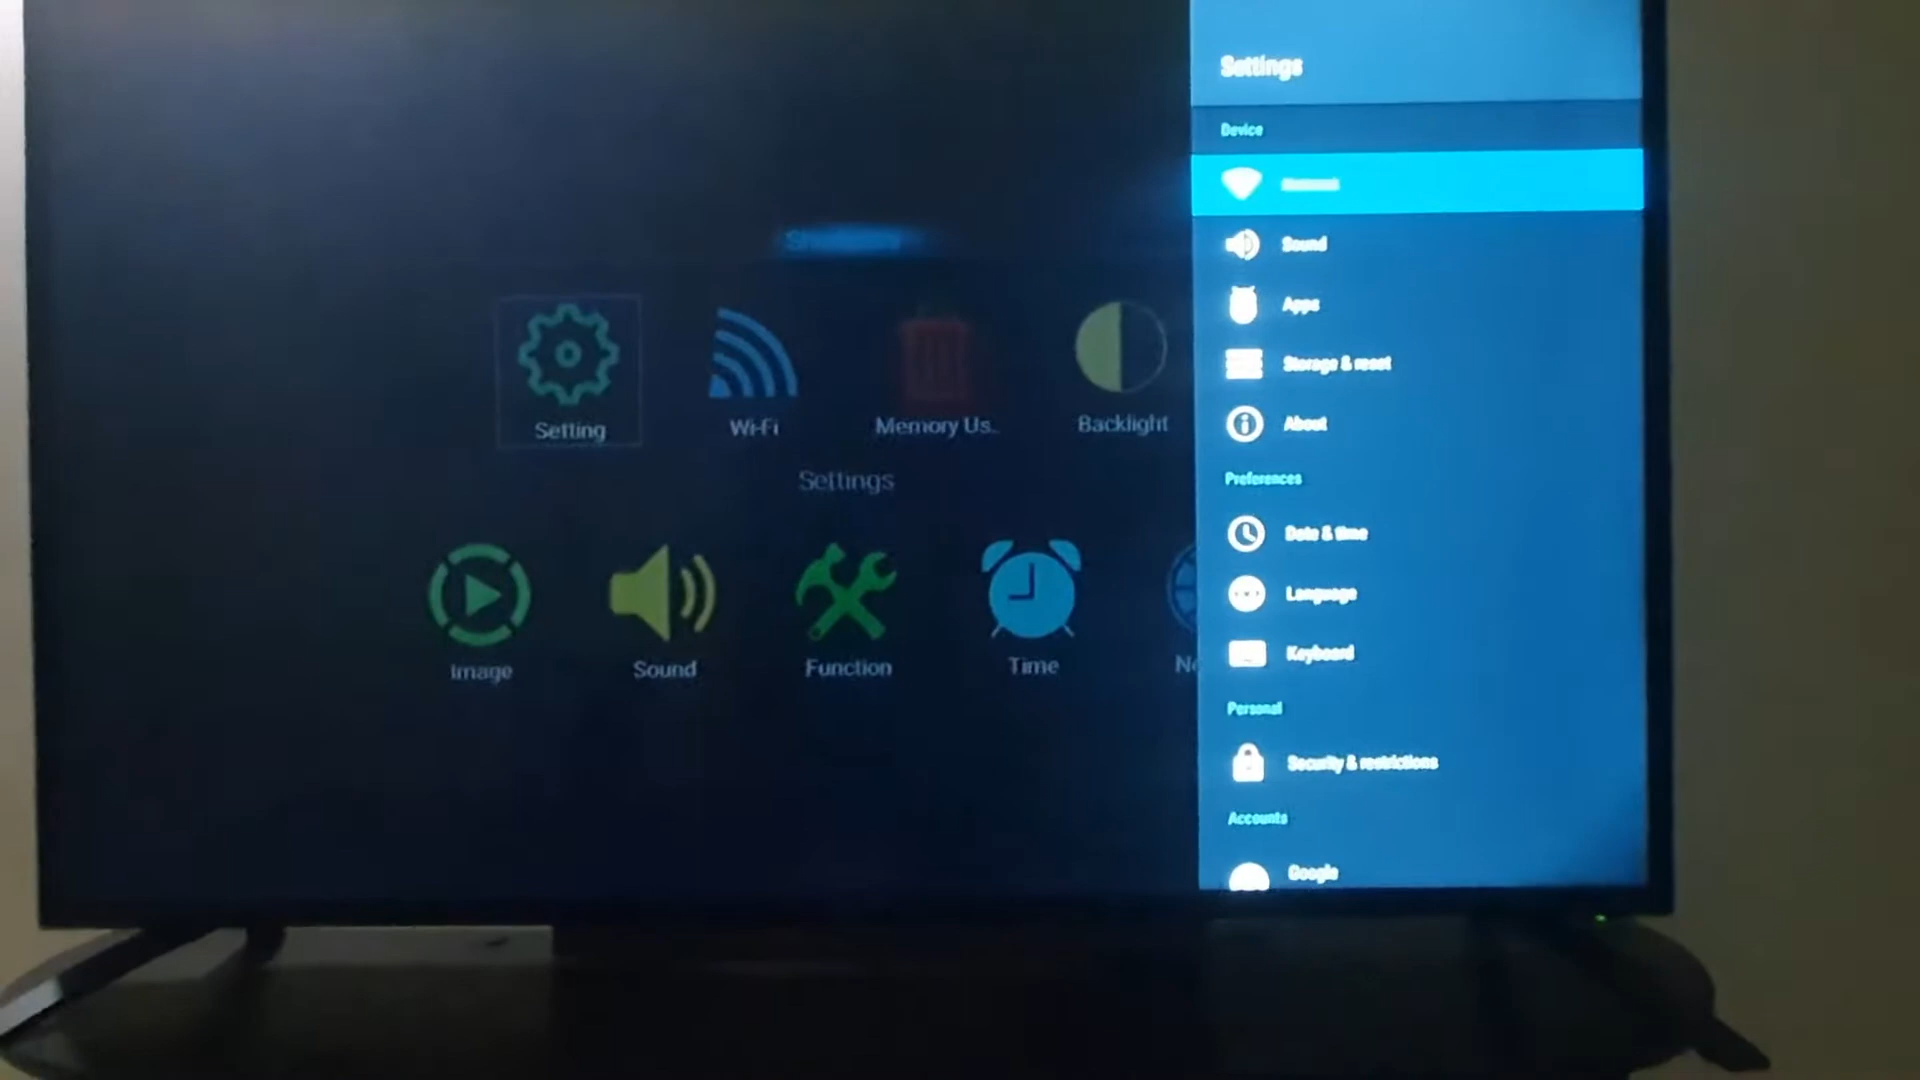 Setting
Wi-Fi
Memory Us..
Backlight
Settings
Image
Sound
Function
Time
Settings
Device
Sound
Apps
Storage & reset
About
Preferences
Date & time
Language
Keyboard
Personal
Security & restrictions
Accounts
Google